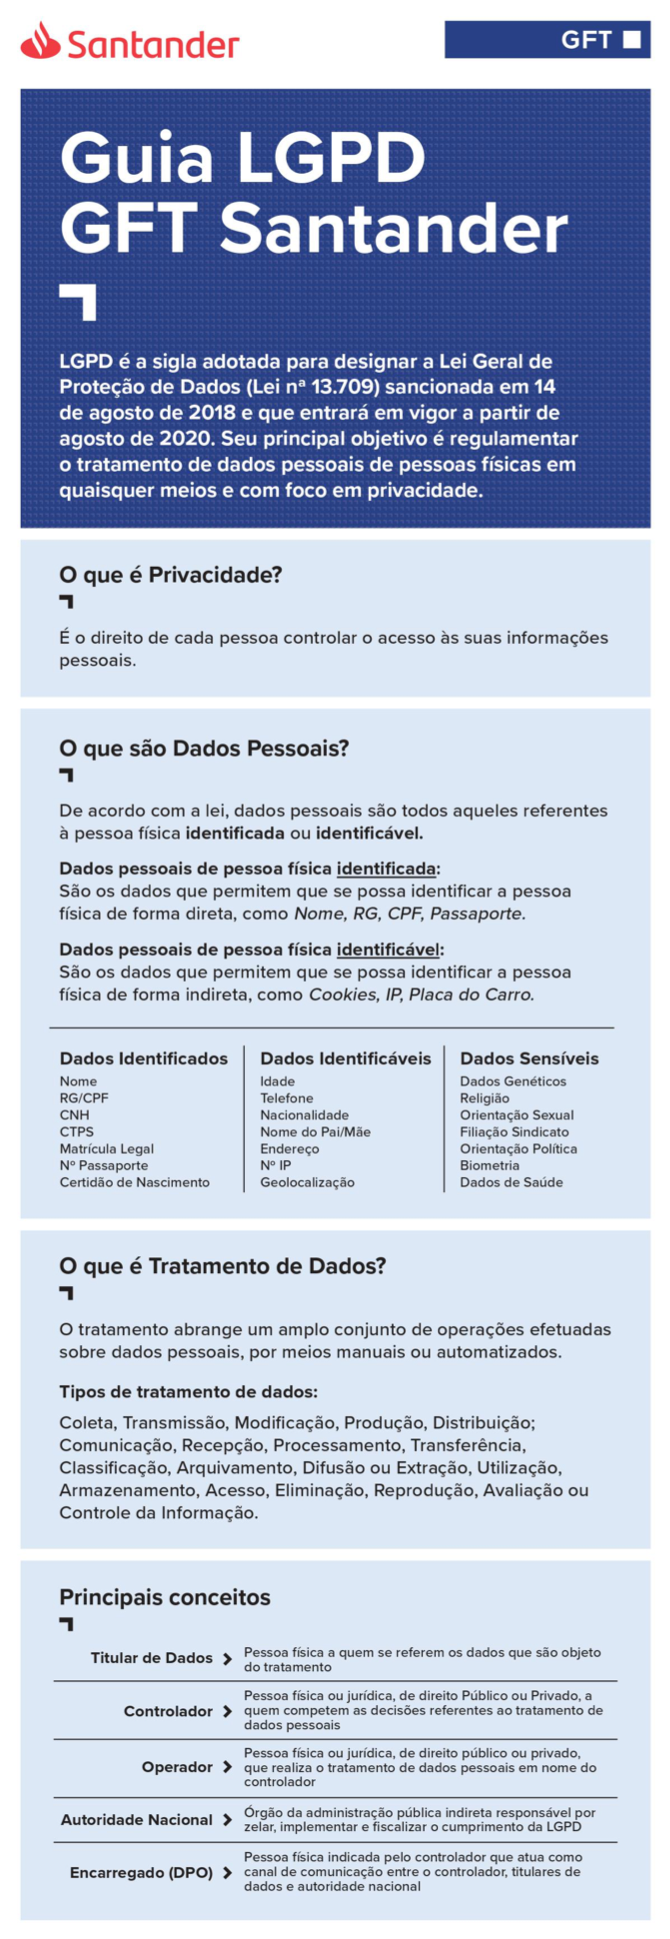 Santander
GFT
Guia LGPD
GFT Santander
LGPD é a sigla adotada para designar a Lei Geral de
Proteção de Dados (Lei nª 13.709) sancionada em 14
de agosto de 2018 e que entrará em vigor a partir de
agosto de 2020. Seu principal objetivo é regulamentar
o tratamento de dados pessoais de pessoas físicas em
quaisquer meios e com foco em privacidade.
O que é Privacidade?
É o direito de cada pessoa controlar o acesso às suas informações
pessoais.
O que são Dados Pessoais?
De acordo com a lei, dados pessoais são todos aqueles referentes
à pessoa física identificada ou identificável.
Dados pessoais de pessoa física identificada:
São os dados que permitem que se possa identificar a pessoa
física de forma direta, como Nome, RG, CPF, Passaporte.
Dados pessoais de pessoa física identificável:
São os dados que permitem que se possa identificar a pessoa
física de forma indireta, como Cookies, IP, Placa do Carro.
Dados Identificados
Nome
RG/CPF
CNH
CTPS
Matrícula Legal
Nº Passaporte
Certidão de Nascimento
Dados Identificáveis
Idade
Telefone
Nacionalidade
Nome do Pai/Mãe
Endereço
Nº IP
Geolocalização
Dados Sensíveis
Dados Genéticos
Religião
Orientação Sexual
Filiação Sindicato
Orientação Política
Biometria
Dados de Saúde
O que é Tratamento de Dados?
O tratamento abrange um amplo conjunto de operações efetuadas
sobre dados pessoais, por meios manuais ou automatizados.
Tipos de tratamento de dados:
Coleta, Transmissão, Modificação, Produção, Distribuição;
Comunicação, Recepção, Processamento, Transferência,
Classificação, Arquivamento, Difusão ou Extração, Utilização,
Armazenamento, Acesso, Eliminação, Reprodução, Avaliação ou
Controle da Informação.
Principais conceitos
Titular de Dados
Pessoa física a quem se referem os dados que são objeto
do tratamento
Controlador
Pessoa física ou jurídica, de direito Público ou Privado, a
quem competem as decisões referentes ao tratamento de
dados pessoais
Operador
Pessoa física ou jurídica, de direito público ou privado,
que realiza o tratamento de dados pessoais em nome do
controlador
Autoridade Nacional
Órgão da administração pública indireta responsável por
zelar, implementar e fiscalizar o cumprimento da LGPD
Encarregado (DPO)
Pessoa física indicada pelo controlador que atua como
canal de comunicação entre o controlador, titulares de
dados e autoridade nacional